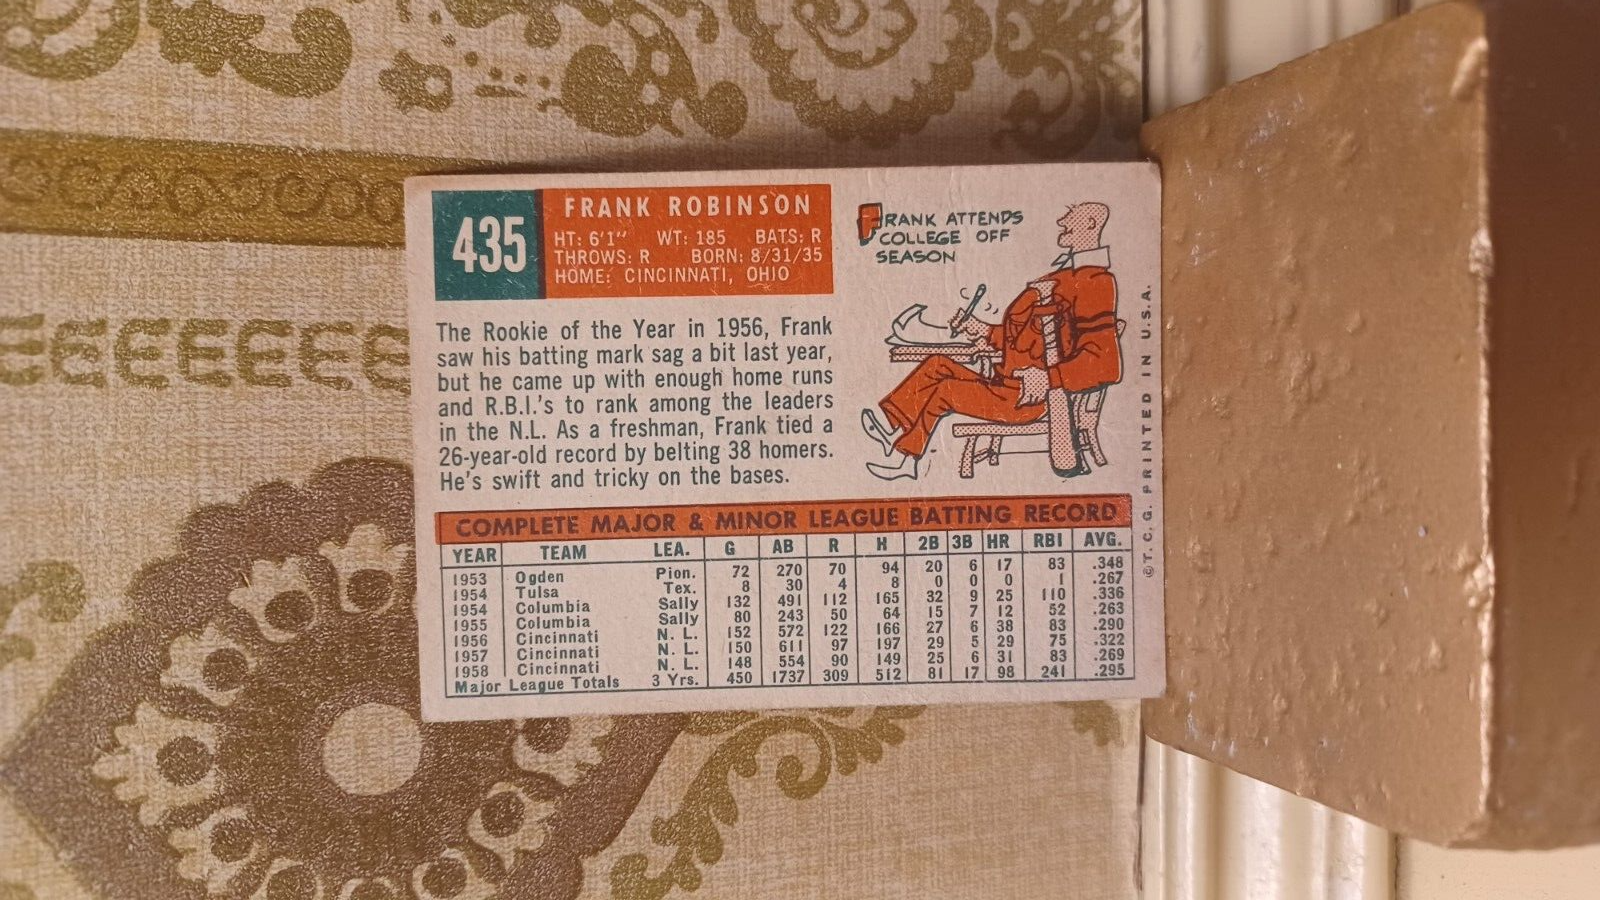 435
FRANK ROBINSON
HT: 6'1" WT: 185 BATS: R
THROWS: R BORN: 8/31/35
HOME: CINCINNATI, OHIO
The Rookie of the Year in 1956, Frank
saw his batting mark sag a bit last year,
but he came up with enough home runs
and R.B.I.'s to rank among the leaders
in the N.L. As a freshman, Frank tied a
26-year-old record by belting 38 homers.
He's swift and tricky on the bases.
FRANK ATTENDS
COLLEGE OFF
SEASON
COMPLETE MAJOR & MINOR LEAGUE BATTING RECORD
YEAR TEAM LEA. G AB R H 2B 3B HR RBI AVG.
1953 Ogden Pion. 72 270 70 94 20 6 17 83 .348
1954 Tulsa Tex. 8 30 4 8 0 0 0 1 .267
1954 Columbia Sally 132 491 112 165 32 9 25 110 .336
1955 Columbia Sally 80 243 50 64 15 7 12 52 .263
1956 Cincinnati N. L. 152 572 122 166 27 6 38 83 .290
1957 Cincinnati N. L. 150 611 97 197 29 5 29 75 .322
1958 Cincinnati N. L. 148 554 90 149 25 6 31 83 .269
Major League Totals 3 Yrs. 450 1737 309 512 81 17 98 241 .295
© T. C. G. PRINTED IN U.S.A.